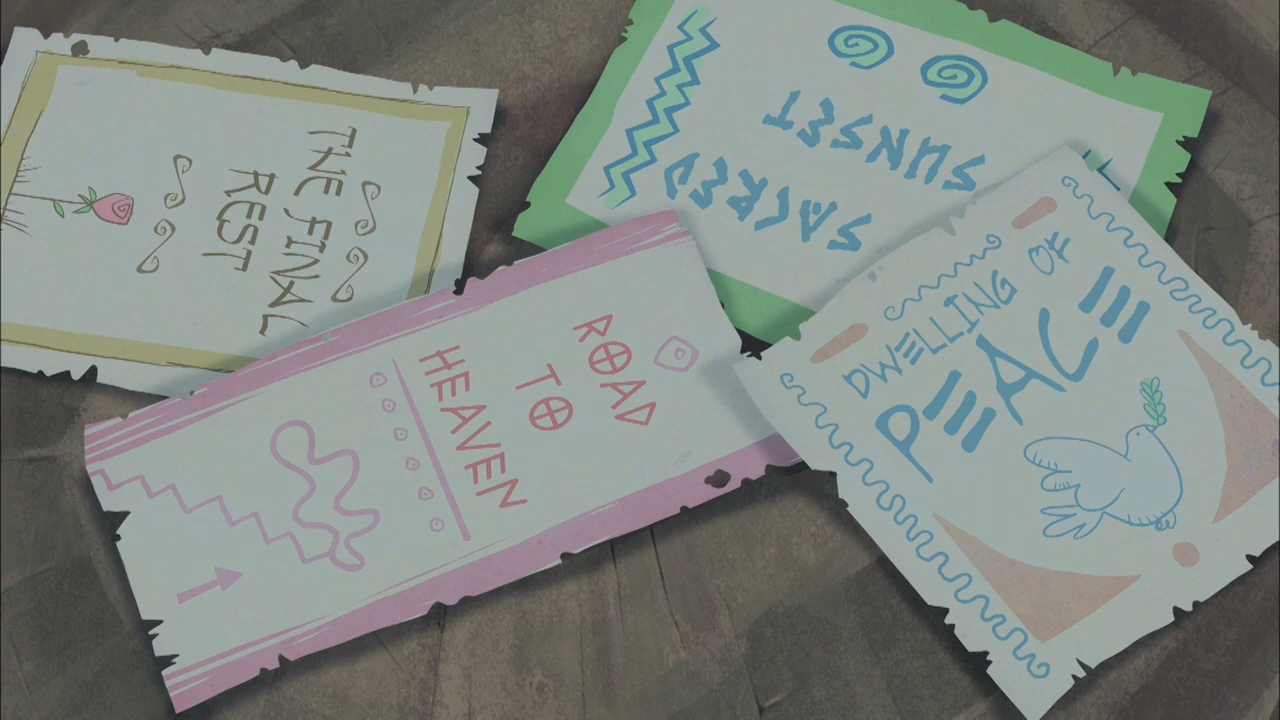 THE FINAL
REST
SACRED
SUNSET
ROAD
TO
HEAVEN
DWELLING OF
PEACE